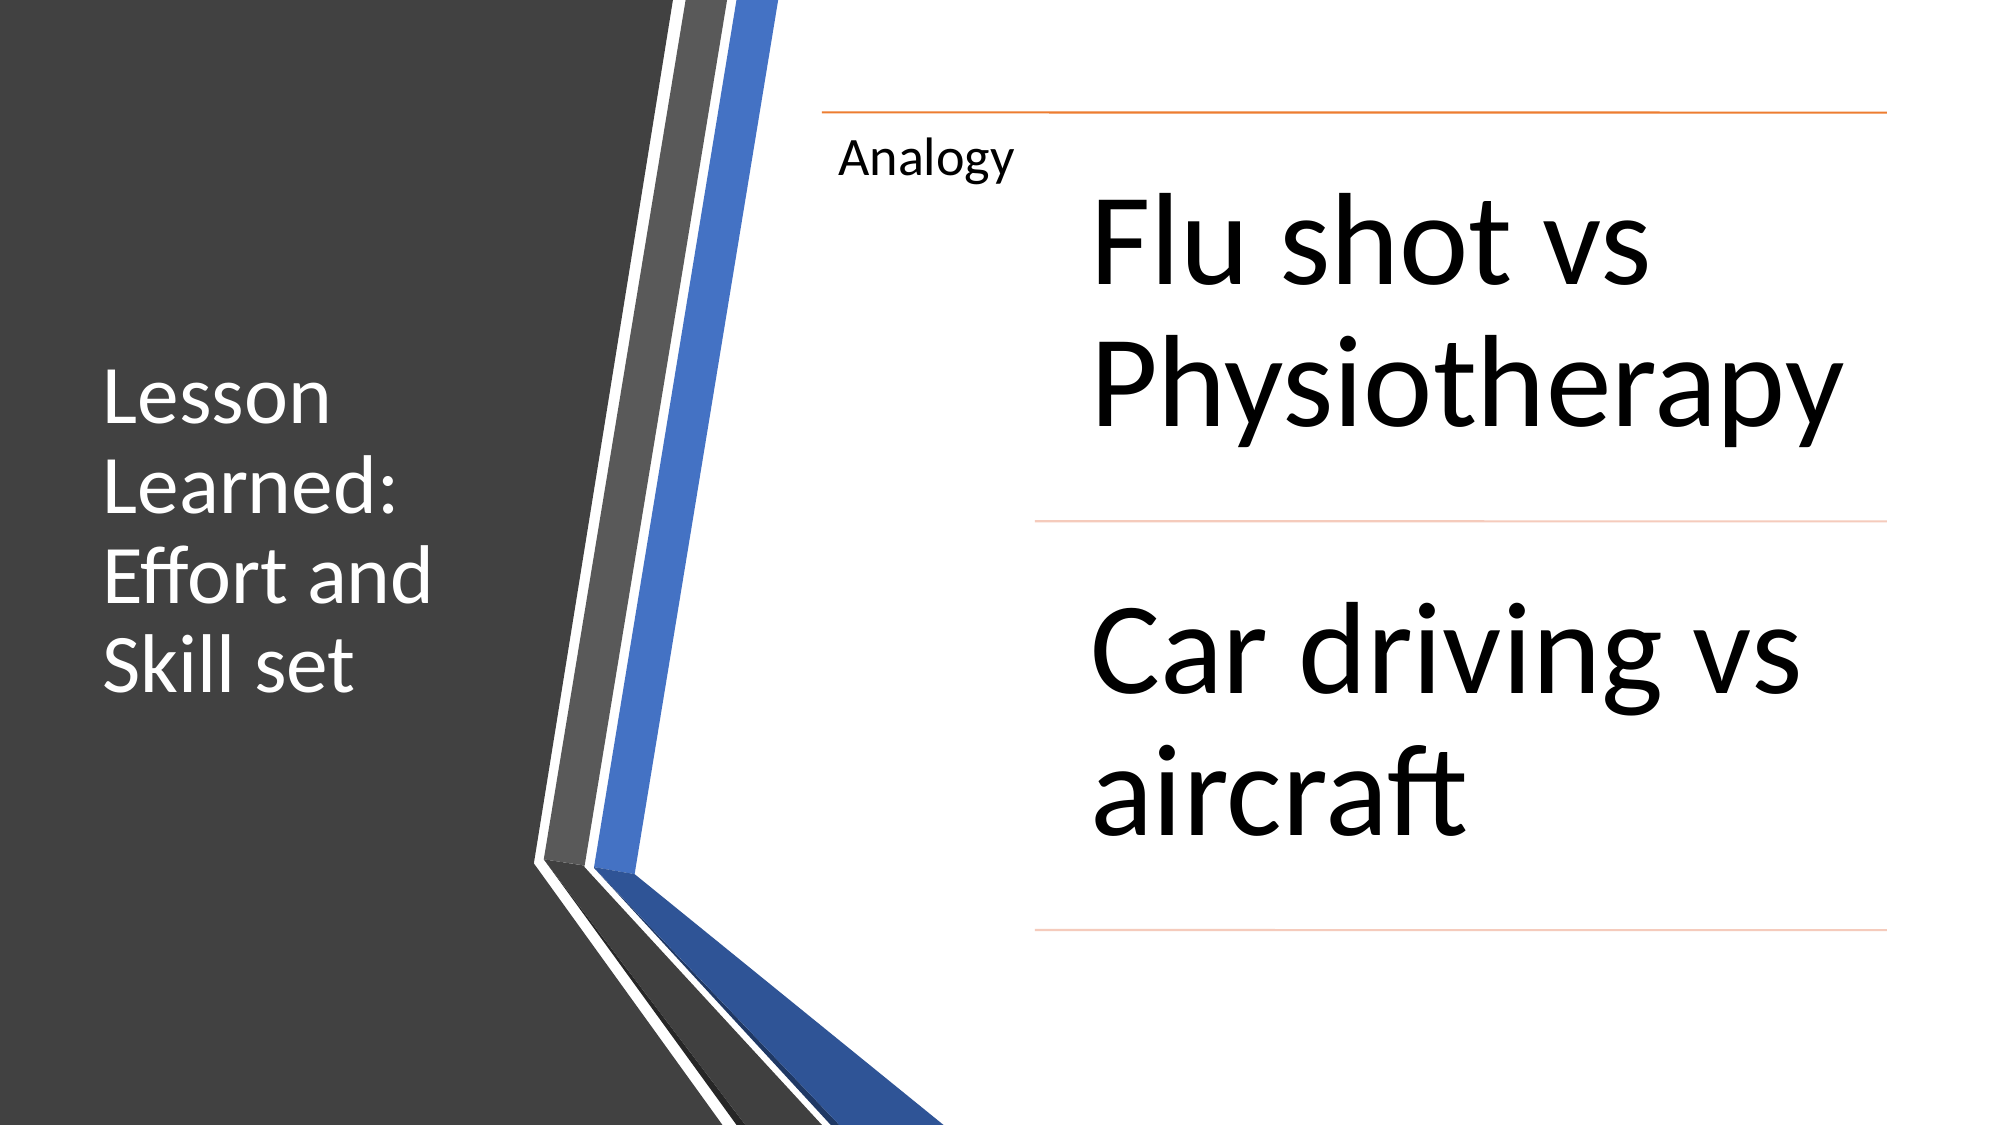 Lesson
Learned:
Effort and
Skill set
Analogy
Flu shot vs
Physiotherapy
Car driving vs
aircraft